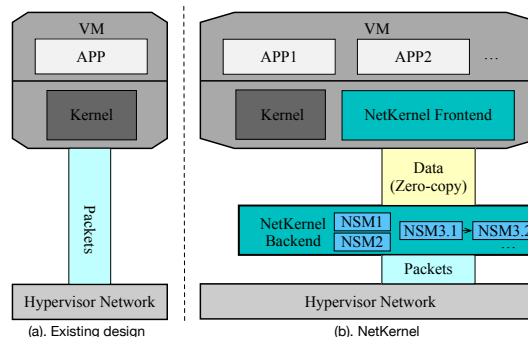 VM
APP
Kernel
Packets
Hypervisor Network
(a). Existing design
VM
APP1
APP2
...
Kernel
NetKernel Frontend
Data
(Zero-copy)
NetKernel
Backend
NSM1
NSM2
NSM3.1
NSM3.2
...
Packets
Hypervisor Network
(b). NetKernel